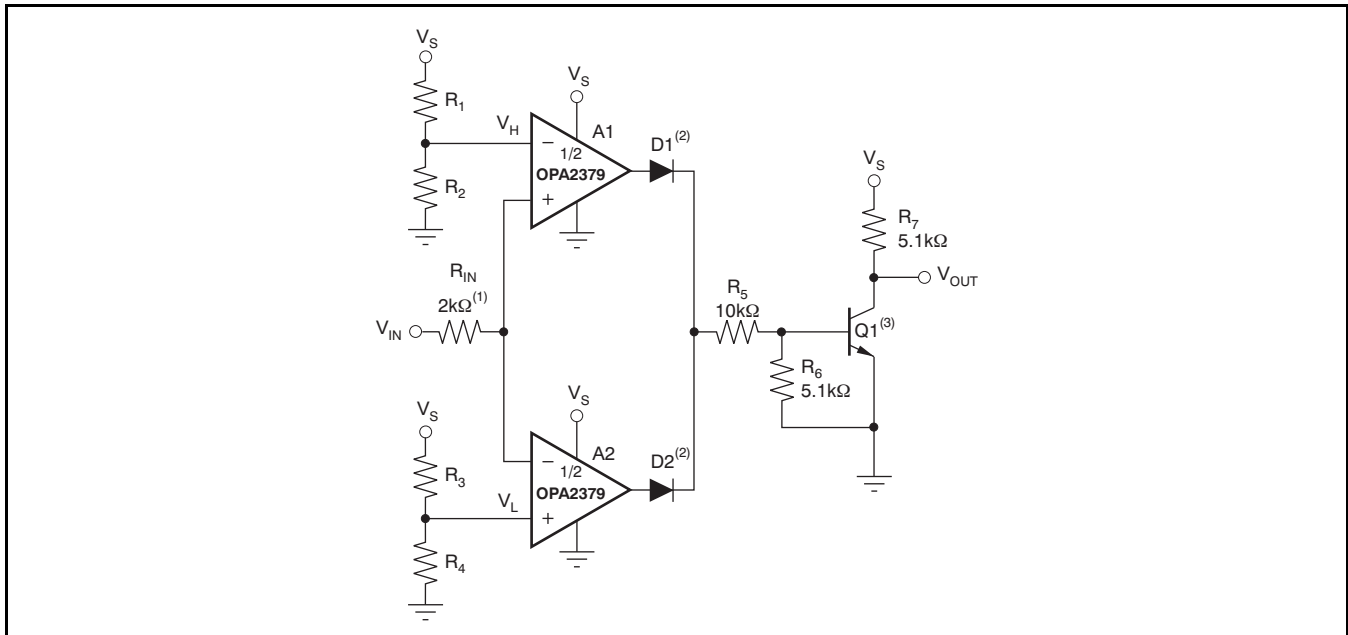 V_S
R_1
V_H
R_2
V_S
A1
−
1/2
OPA2379
+
D1(2)
R_IN
2kΩ(1)
V_IN
V_S
R_3
V_L
R_4
V_S
A2
−
1/2
OPA2379
+
D2(2)
R_5
10kΩ
R_6
5.1kΩ
V_S
R_7
5.1kΩ
V_OUT
Q1(3)